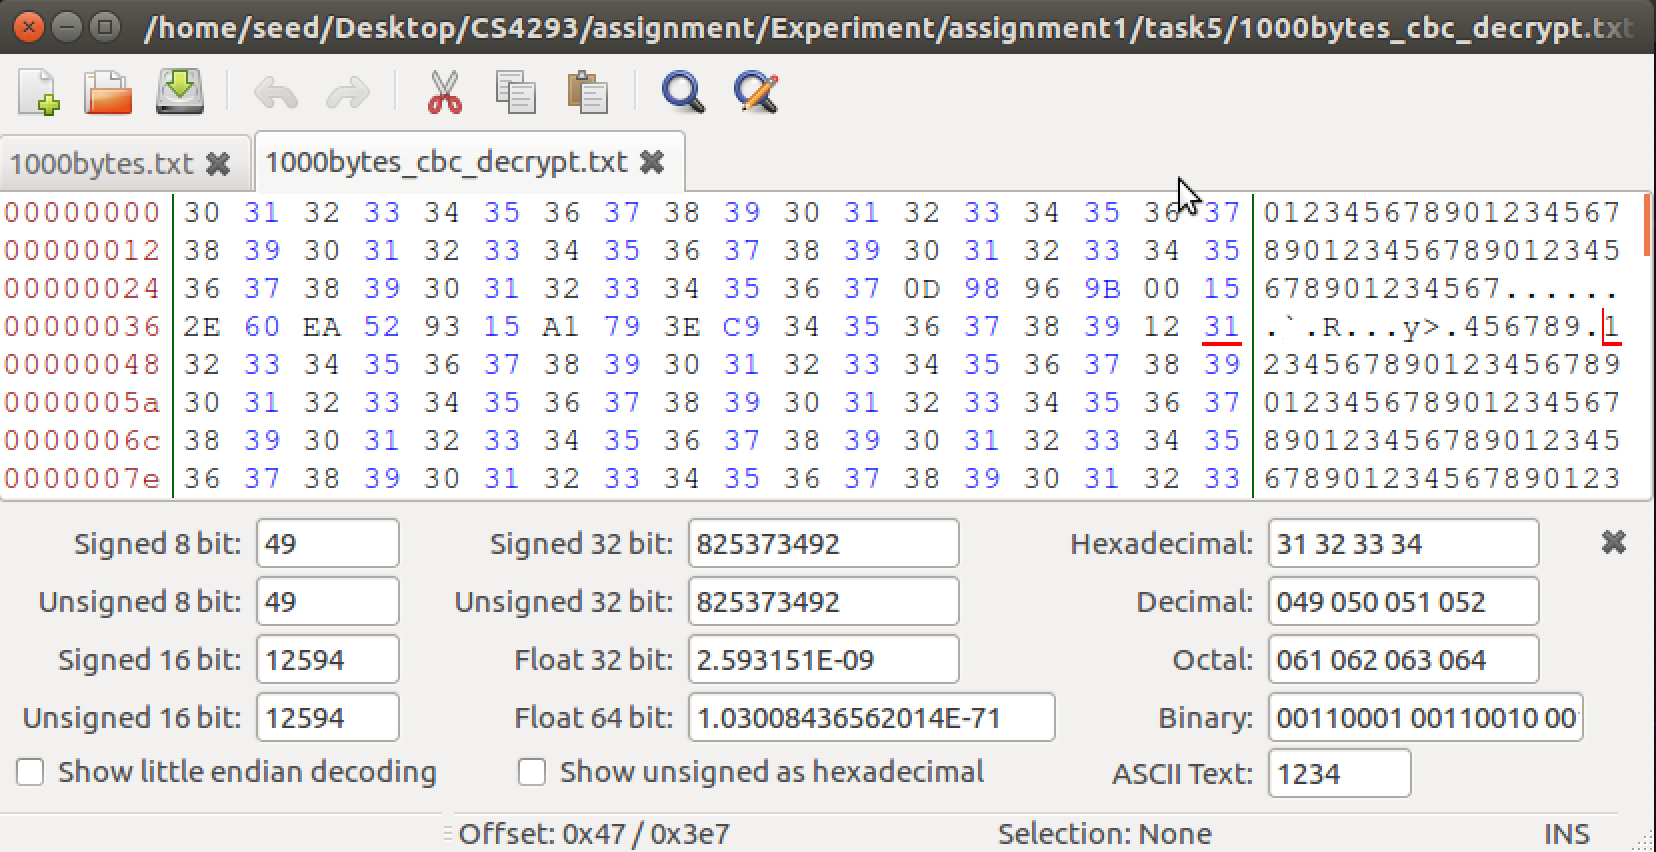 /home/seed/Desktop/CS4293/assignment/Experiment/assignment1/task5/1000bytes_cbc_decrypt.txt
1000bytes.txt 1000bytes_cbc_decrypt.txt
00000000 30 31 32 33 34 35 36 37 38 39 30 31 32 33 34 35 36 37 012345678901234567
00000012 38 39 30 31 32 33 34 35 36 37 38 39 30 31 32 33 34 35 890123456789012345
00000024 36 37 38 39 30 31 32 33 34 35 36 37 0D 98 96 9B 00 15 678901234567......
00000036 2E 60 EA 52 93 15 A1 79 3E C9 34 35 36 37 38 39 12 31 .`.R...y>.456789.1
00000048 32 33 34 35 36 37 38 39 30 31 32 33 34 35 36 37 38 39 234567890123456789
0000005a 30 31 32 33 34 35 36 37 38 39 30 31 32 33 34 35 36 37 012345678901234567
0000006c 38 39 30 31 32 33 34 35 36 37 38 39 30 31 32 33 34 35 890123456789012345
0000007e 36 37 38 39 30 31 32 33 34 35 36 37 38 39 30 31 32 33 678901234567890123
Signed 8 bit: 49 Signed 32 bit: 825373492 Hexadecimal: 31 32 33 34
Unsigned 8 bit: 49 Unsigned 32 bit: 825373492 Decimal: 049 050 051 052
Signed 16 bit: 12594 Float 32 bit: 2.593151E-09 Octal: 061 062 063 064
Unsigned 16 bit: 12594 Float 64 bit: 1.03008436562014E-71 Binary: 00110001 00110010 00
Show little endian decoding Show unsigned as hexadecimal ASCII Text: 1234
Offset: 0x47 / 0x3e7 Selection: None INS